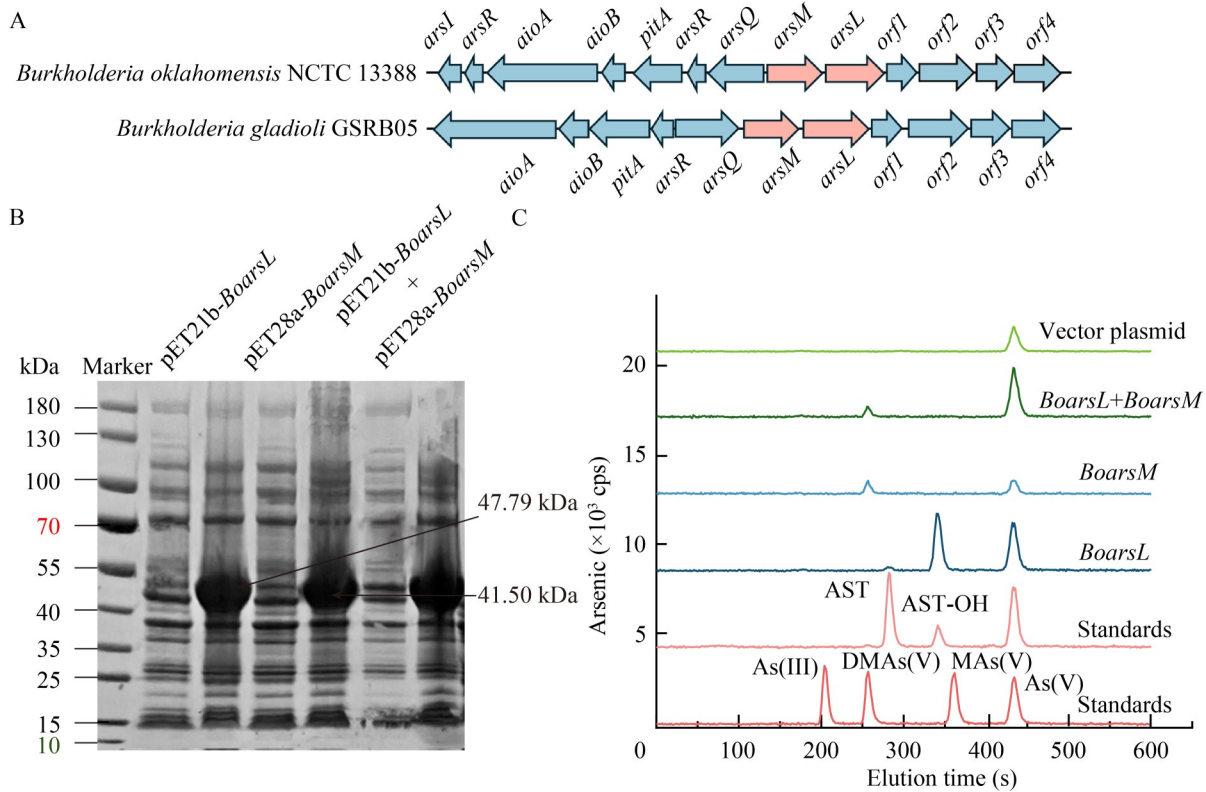 A
arsI arsR aioA aioB pitA arsR arsQ arsM arsL orf1 orf2 orf3 orf4
Burkholderia oklahomensis NCTC 13388
Burkholderia gladioli GSRB05
aioA aioB pitA arsR arsQ arsM arsL orf1 orf2 orf3 orf4
B
pET21b-BoarsL
pET28a-BoarsM
pET21b-BoarsL
+
pET28a-BoarsM
kDa
Marker
180
130
100
70
55
40
35
25
15
10
47.79 kDa
41.50 kDa
C
Arsenic (×10³ cps)
20
15
10
5
0
Vector plasmid
BoarsL+BoarsM
BoarsM
BoarsL
AST
AST-OH
Standards
As(III)
DMAs(V)
MAs(V)
As(V)
Standards
100 200 300 400 500 600
Elution time (s)